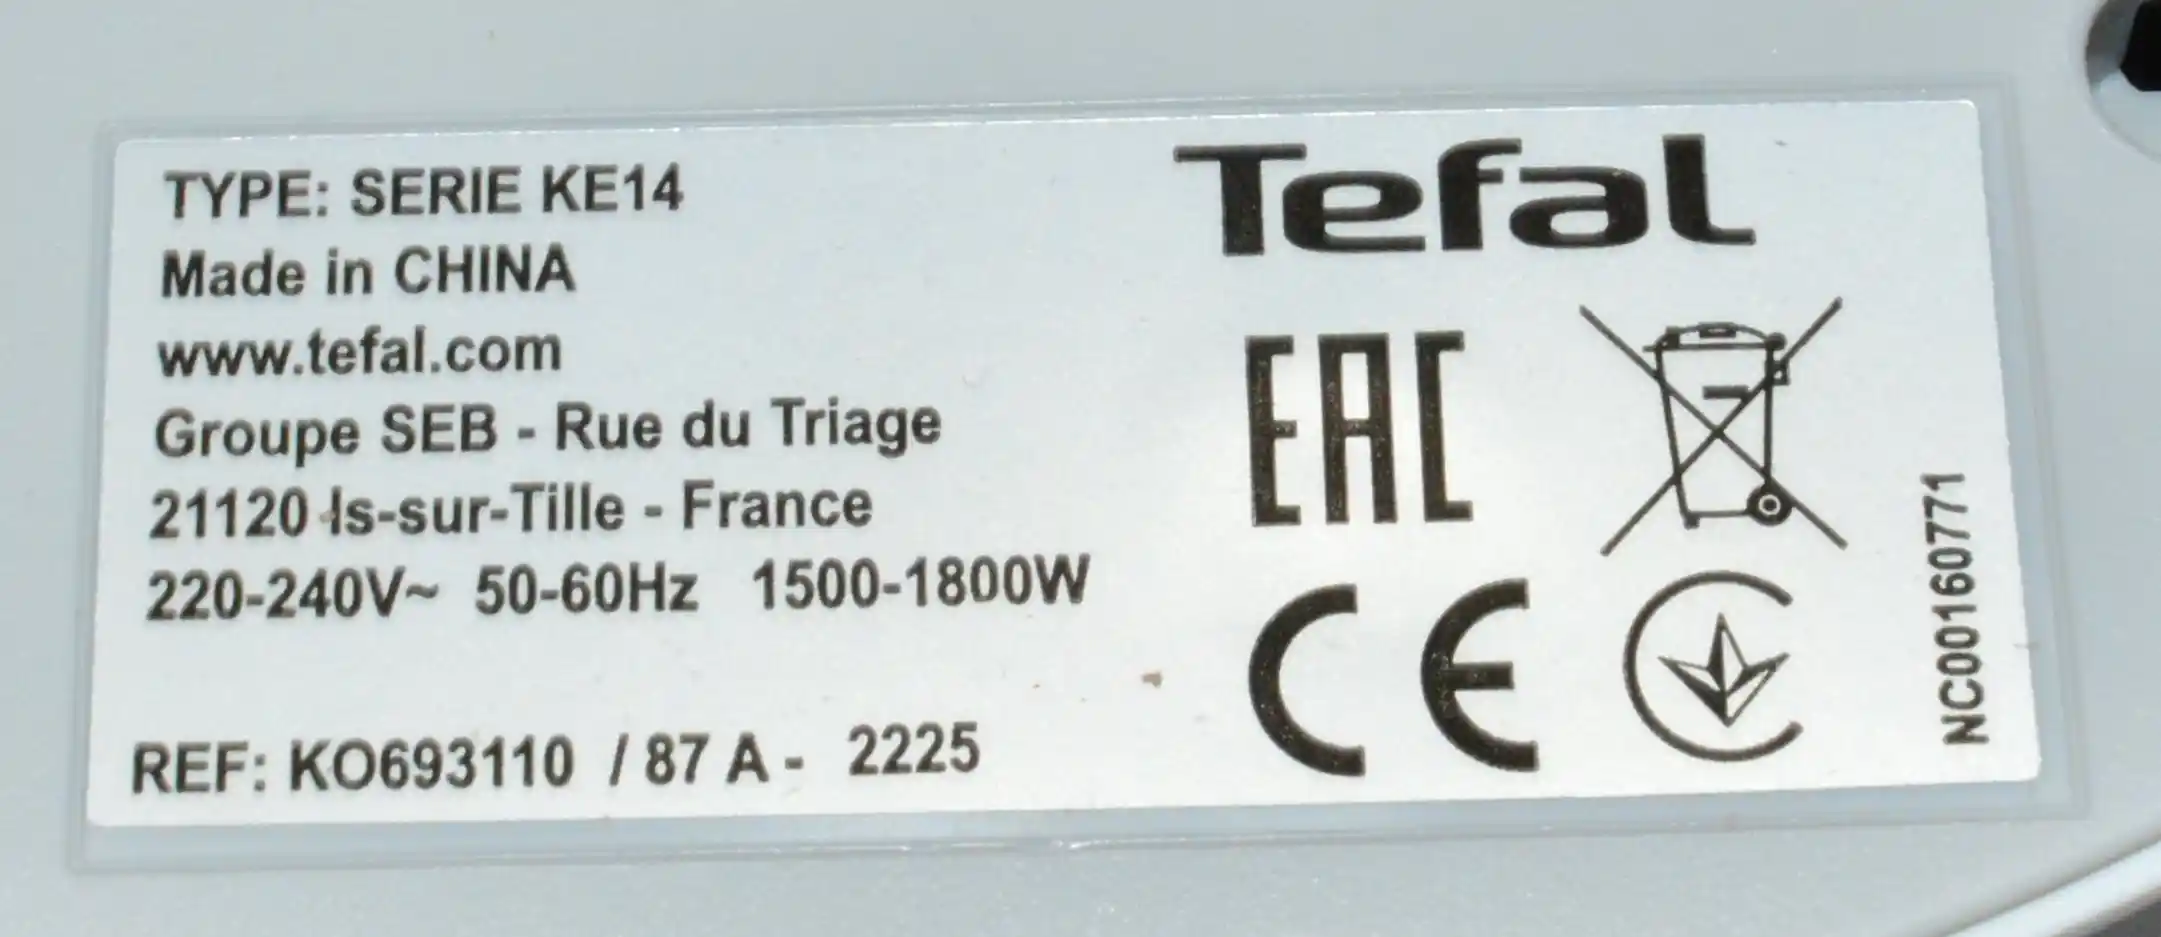 TYPE: SERIE KE14
Made in CHINA
www.tefal.com
Groupe SEB - Rue du Triage
21120 Is-sur-Tille - France
220-240V~ 50-60Hz 1500-1800W
REF: KO693110 / 87 A - 2225
Tefal
EAC
CE
NC00160771